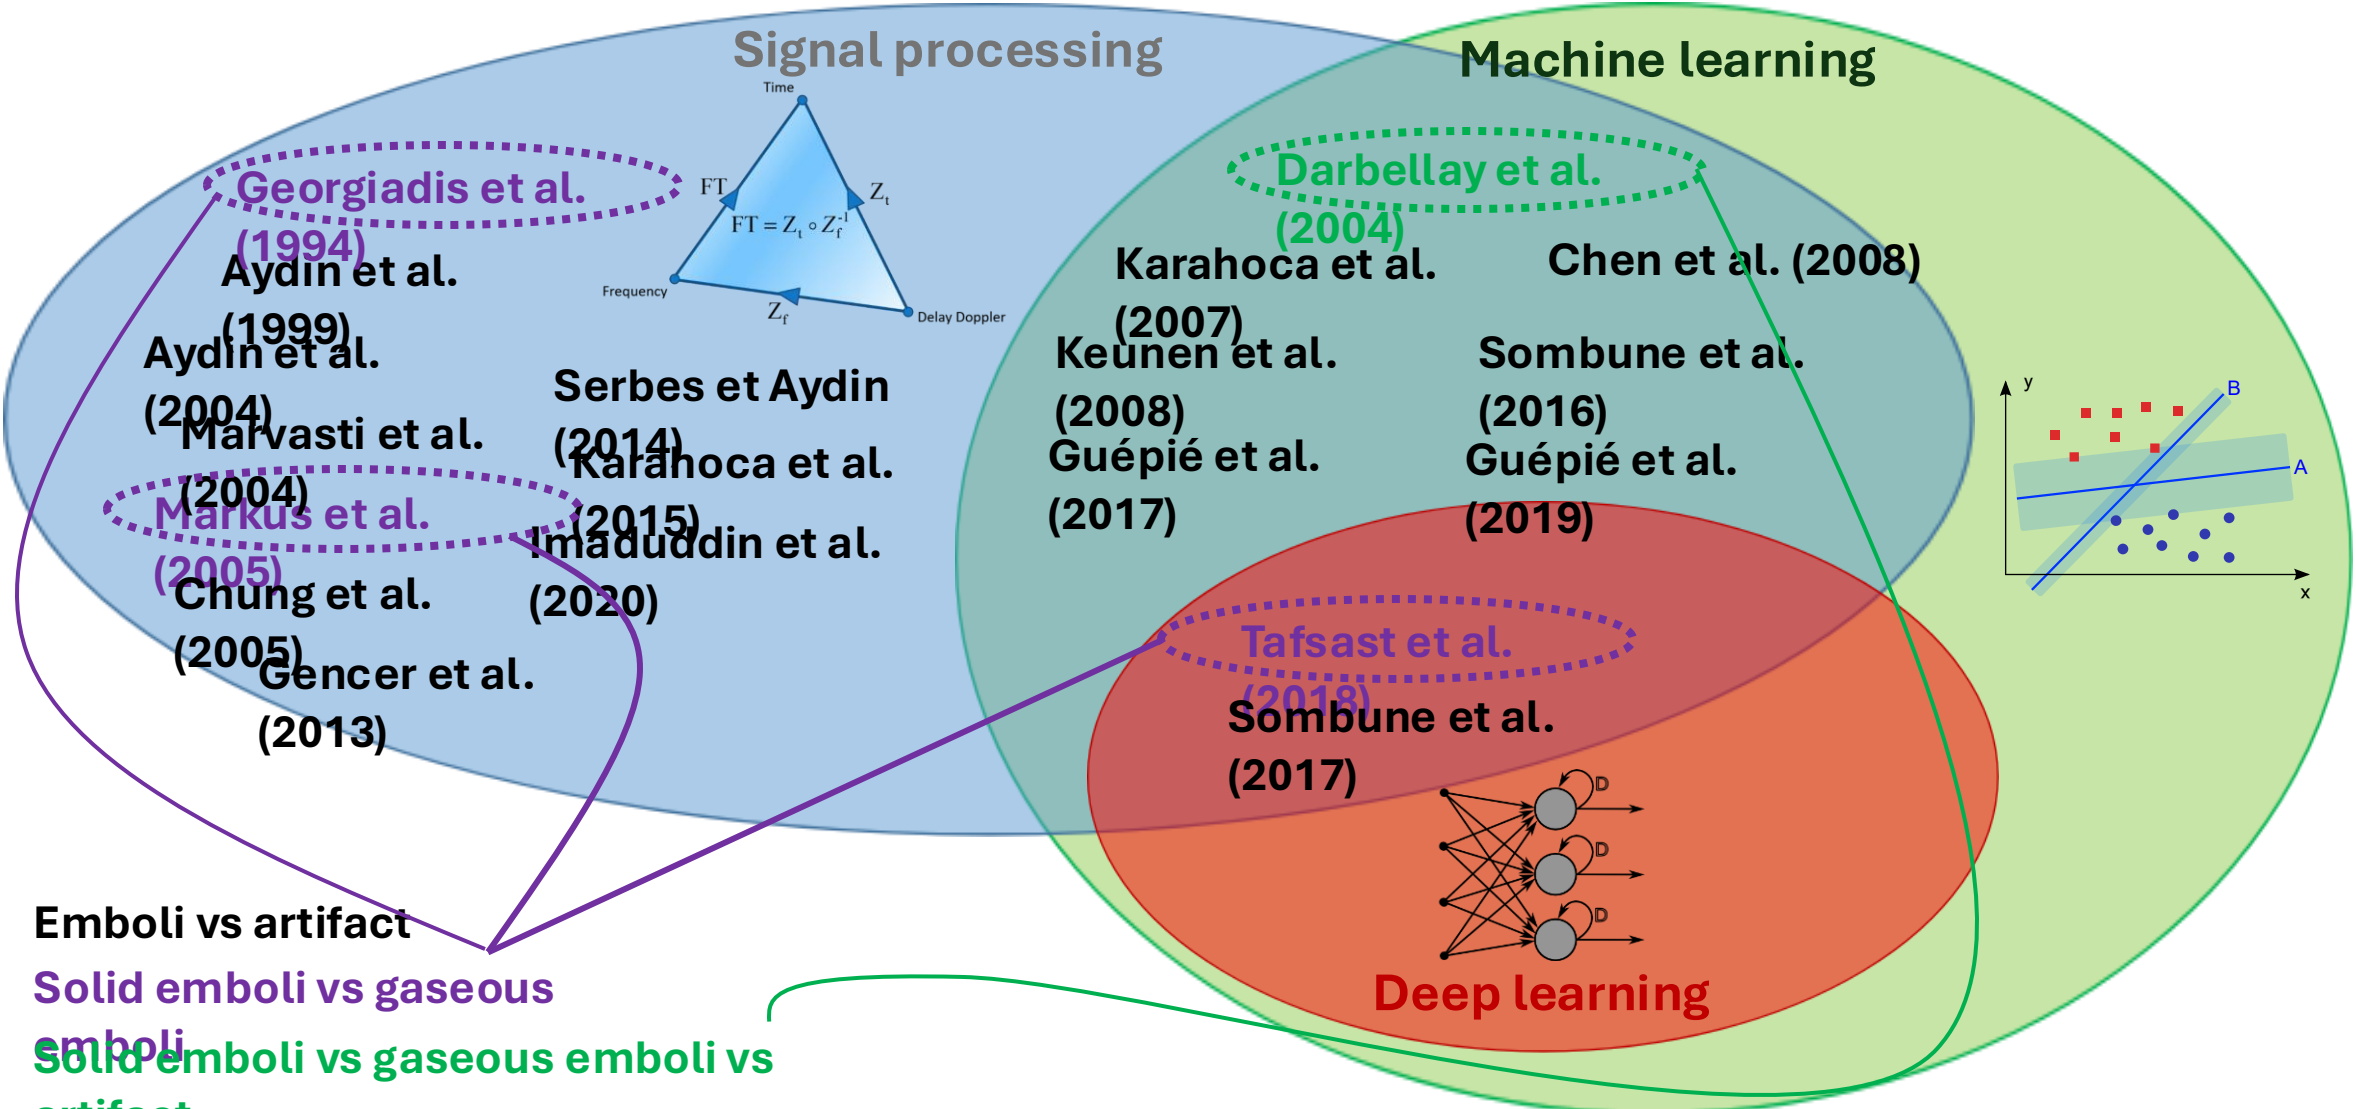 Signal processing
Machine learning
Time
FT
Zt
FT = Zt ∘ Zf-1
Frequency
Zf
Delay Doppler
Georgiadis et al.
(1994)
Aydin et al.
(1999)
Aydin et al.
(2004)
Marvasti et al.
(2004)
Markus et al.
(2005)
Chung et al.
(2005)
Gencer et al.
(2013)
Serbes et Aydin
(2014)
Karahoca et al.
(2015)
Imaduddin et al.
(2020)
Darbellay et al.
(2004)
Karahoca et al.
(2007)
Chen et al. (2008)
Keunen et al.
(2008)
Sombune et al.
(2016)
Guépié et al.
(2017)
Guépié et al.
(2019)
Tafsast et al.
(2018)
Sombune et al.
(2017)
y
B
A
x
D
D
D
Deep learning
Emboli vs artifact
Solid emboli vs gaseous
emboli
Solid emboli vs gaseous emboli vs
artifact